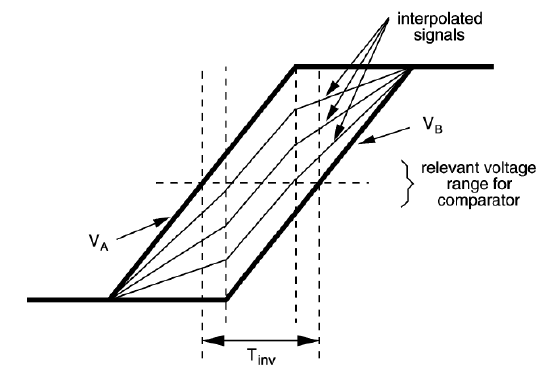 interpolated
signals
V_B
relevant voltage
range for
comparator
V_A
T_inv